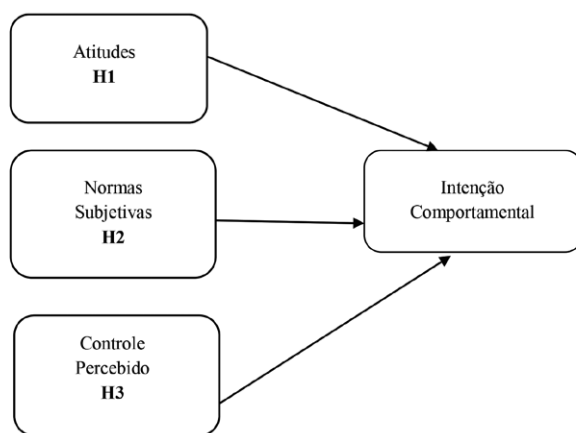 Atitudes
H1
Normas
Subjetivas
H2
Intenção
Comportamental
Controle
Percebido
H3